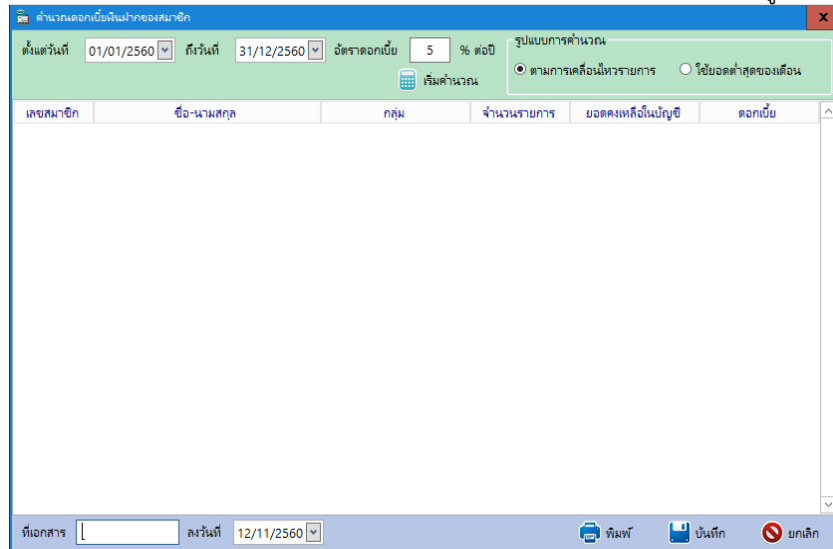 คำนวณดอกเบี้ยเงินฝากของสมาชิก x
ตั้งแต่วันที่ 01/01/2560 ถึงวันที่ 31/12/2560 อัตราดอกเบี้ย 5 % ต่อปี
รูปแบบการคำนวณ
ตามการเคลื่อนไหวรายการ ใช้ยอดต่ำสุดของเดือน
เริ่มคำนวณ
เลขสมาชิก ชื่อ-นามสกุล กลุ่ม จำนวนรายการ ยอดคงเหลือในบัญชี ดอกเบี้ย
ที่เอกสาร ลงวันที่ 12/11/2560 พิมพ์ บันทึก ยกเลิก